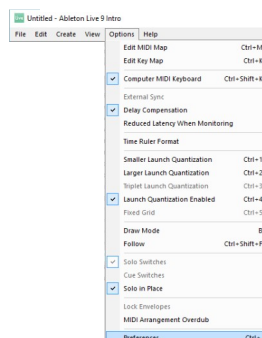 Live Untitled - Ableton Live 9 Intro
File Edit Create View Options Help
Edit MIDI Map Ctrl+M
Edit Key Map Ctrl+K
Computer MIDI Keyboard Ctrl+Shift+K
External Sync
Delay Compensation
Reduced Latency When Monitoring
Time Ruler Format
Smaller Launch Quantization Ctrl+1
Larger Launch Quantization Ctrl+2
Triplet Launch Quantization Ctrl+3
Launch Quantization Enabled Ctrl+4
Fixed Grid Ctrl+5
Draw Mode B
Follow Ctrl+Shift+F
Solo Switches
Cue Switches
Solo in Place
Lock Envelopes
MIDI Arrangement Overdub
Preferences Ctrl+